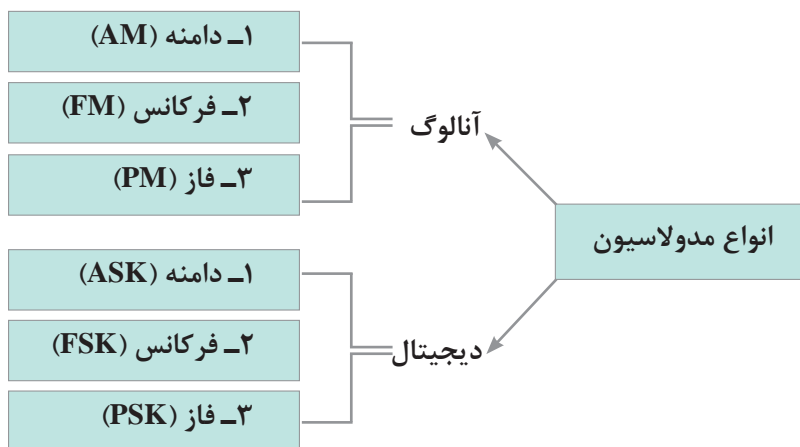 انواع مدولاسیون
آنالوگ
۱ـ دامنه (AM)
۲ـ فرکانس (FM)
۳ـ فاز (PM)
دیجیتال
۱ـ دامنه (ASK)
۲ـ فرکانس (FSK)
۳ـ فاز (PSK)